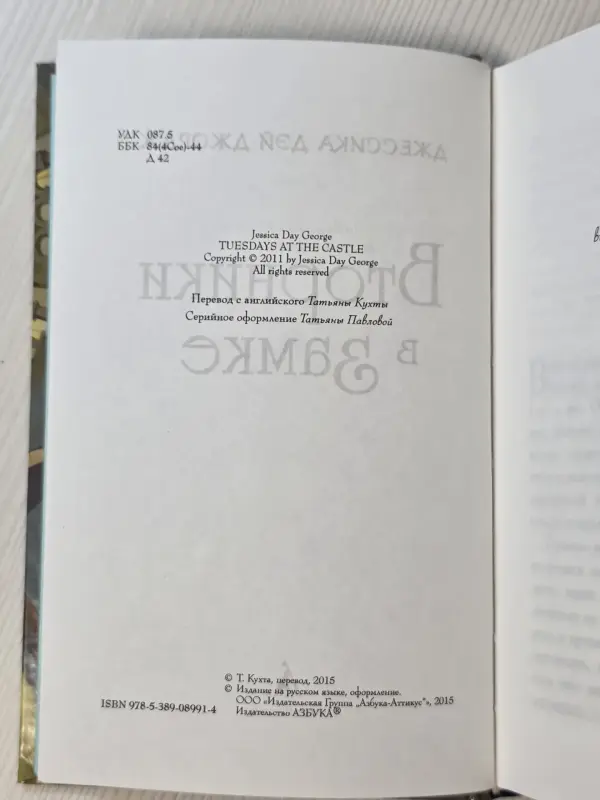 УДК 087.5
ББК 84(4Сое)-44
Д 42
Jessica Day George
TUESDAYS AT THE CASTLE
Copyright © 2011 by Jessica Day George
All rights reserved
Перевод с английского Татьяны Кухты
Серийное оформление Татьяны Павловой
Вторники
в Замке
© Т. Кухта, перевод, 2015
© Издание на русском языке, оформление.
ООО «Издательская Группа „Азбука-Аттикус"», 2015
Издательство АЗБУКА®
ISBN 978-5-389-08991-4